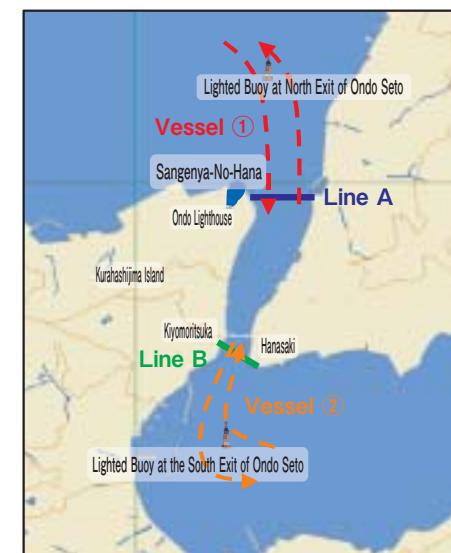 Lighted Buoy at North Exit of Ondo Seto
Vessel ①
Sangenya-No-Hana
Line A
Ondo Lighthouse
Kurahashijima Island
Kiyomoritsuka
Hanasaki
Line B
Vessel ②
Lighted Buoy at the South Exit of Ondo Seto